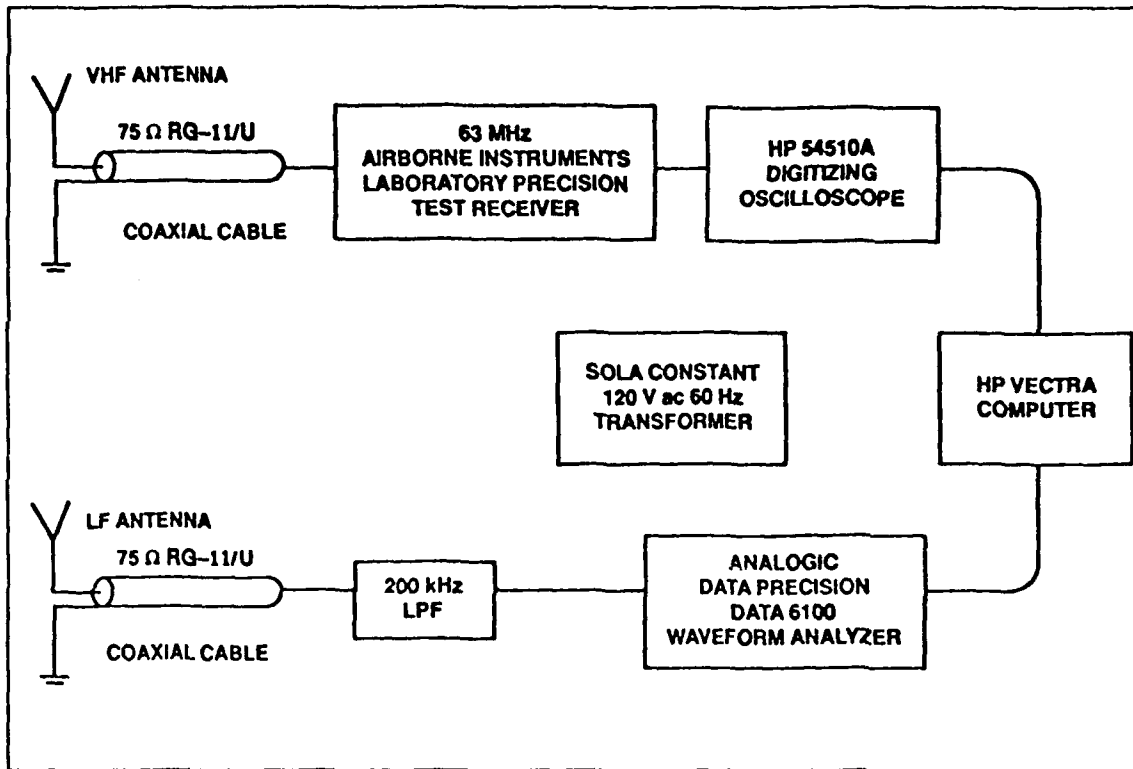 VHF ANTENNA
75 Ω RG–11/U
COAXIAL CABLE
63 MHz
AIRBORNE INSTRUMENTS
LABORATORY PRECISION
TEST RECEIVER
HP 54510A
DIGITIZING
OSCILLOSCOPE
SOLA CONSTANT
120 V ac 60 Hz
TRANSFORMER
HP VECTRA
COMPUTER
LF ANTENNA
75 Ω RG–11/U
COAXIAL CABLE
200 kHz
LPF
ANALOGIC
DATA PRECISION
DATA 6100
WAVEFORM ANALYZER